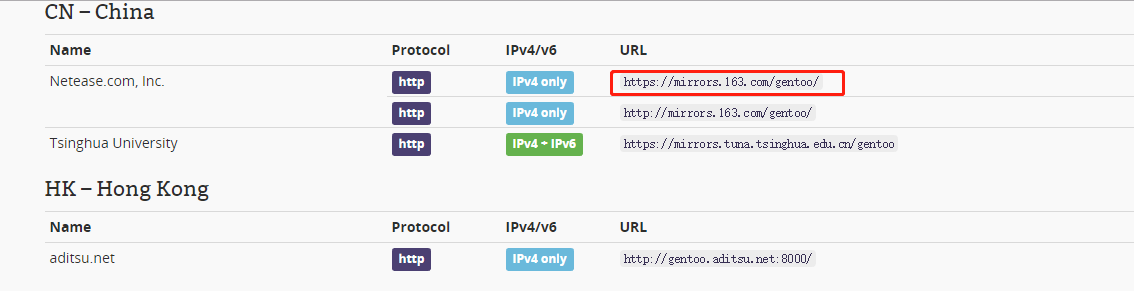 CN – China
Name Protocol IPv4/v6 URL
Netease.com, Inc. http IPv4 only https://mirrors.163.com/gentoo/
http IPv4 only http://mirrors.163.com/gentoo/
Tsinghua University http IPv4 + IPv6 https://mirrors.tuna.tsinghua.edu.cn/gentoo
HK – Hong Kong
Name Protocol IPv4/v6 URL
aditsu.net http IPv4 only http://gentoo.aditsu.net:8000/